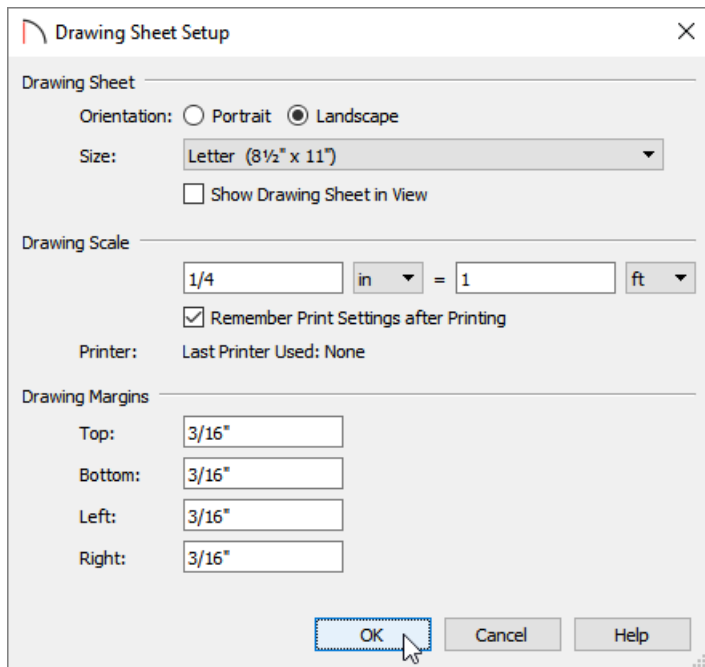 Drawing Sheet Setup
Drawing Sheet
Orientation: Portrait Landscape
Size: Letter (8½" x 11")
Show Drawing Sheet in View
Drawing Scale
1/4 in = 1 ft
Remember Print Settings after Printing
Printer: Last Printer Used: None
Drawing Margins
Top: 3/16"
Bottom: 3/16"
Left: 3/16"
Right: 3/16"
OK Cancel Help